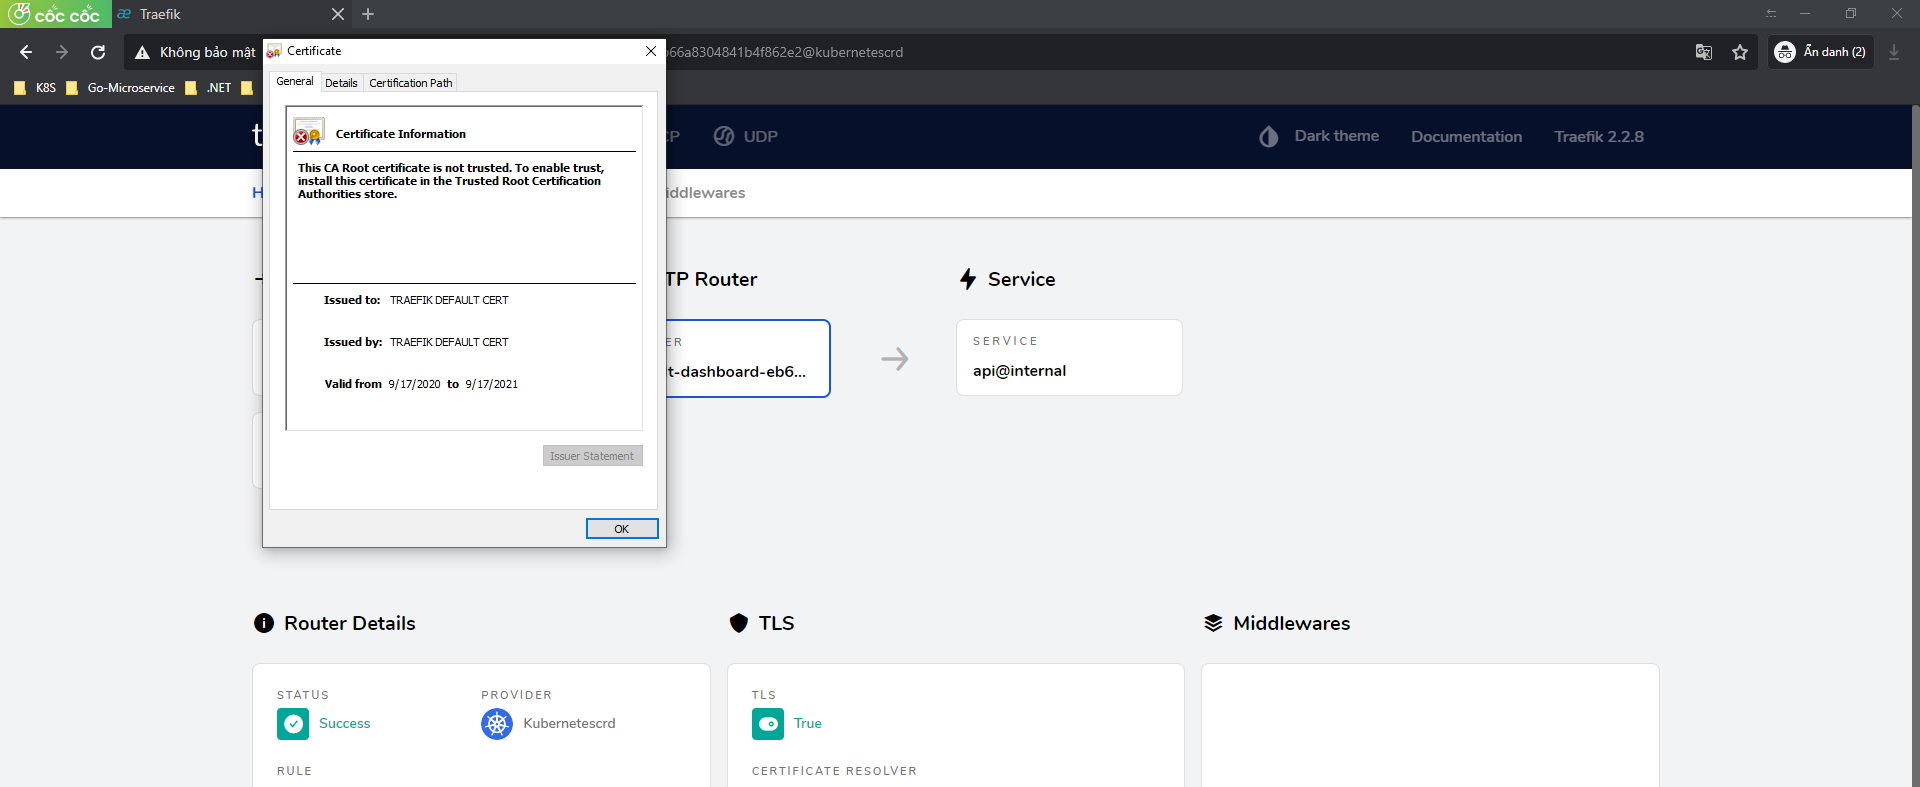 cốc cốc
Traefik
Không bảo mật
b66a8304841b4f862e2@kubernetescrd
Ẩn danh (2)
K8S
Go-Microservice
.NET
Certificate
General
Details
Certification Path
Certificate Information
This CA Root certificate is not trusted. To enable trust,
install this certificate in the Trusted Root Certification
Authorities store.
Issued to: TRAEFIK DEFAULT CERT
Issued by: TRAEFIK DEFAULT CERT
Valid from 9/17/2020 to 9/17/2021
Issuer Statement
OK
t
CP
UDP
Dark theme
Documentation
Traefik 2.2.8
H
iddlewares
TP Router
Service
ER
t-dashboard-eb6...
SERVICE
api@internal
Router Details
TLS
Middlewares
STATUS
PROVIDER
TLS
Success
Kubernetescrd
True
RULE
CERTIFICATE RESOLVER